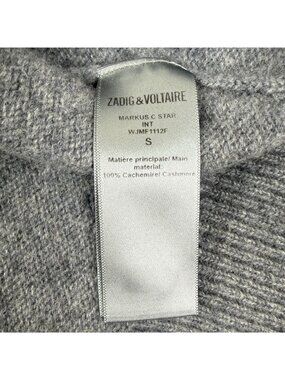 ZADIG & VOLTAIRE
MARKUS C STAR
INT
WJMF1112F
S
Matière principale/ Main
material:
100% Cachemire/ Cashmere